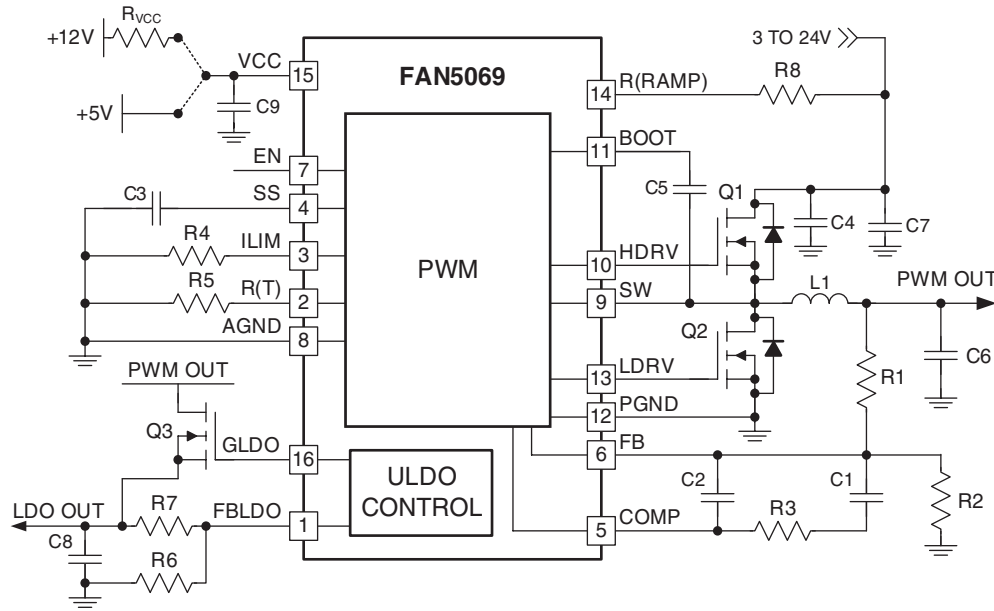 RVCC
+12V
3 TO 24V
VCC
15
FAN5069
R8
R(RAMP)
14
C9
+5V
BOOT
11
EN
7
C5
Q1
C3
SS
4
C4
C7
R4
ILIM
3
PWM
HDRV
10
R5
R(T)
2
SW
9
L1
PWM OUT
AGND
8
Q2
C6
PWM OUT
LDRV
13
R1
Q3
PGND
12
GLDO
16
FB
6
ULDO
CONTROL
C2
C1
R2
LDO OUT
R7
FBLDO
1
COMP
5
R3
C8
R6